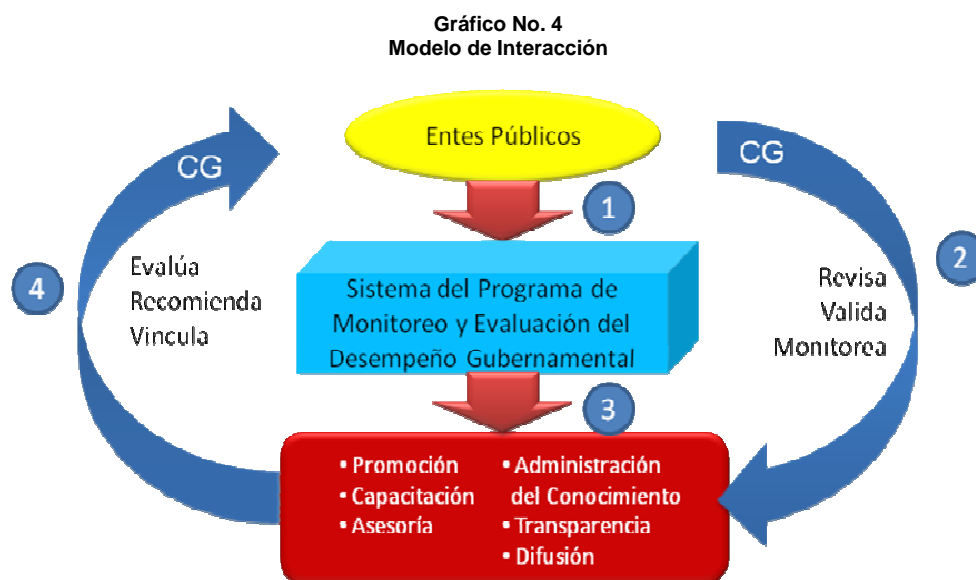 Gráfico No. 4
Modelo de Interacción
Entes Públicos
CG
CG
1
2
Evalúa
Recomienda
Vincula
4
Sistema del Programa de
Monitoreo y Evaluación del
Desempeño Gubernamental
Revisa
Valida
Monitorea
3
• Promoción
• Capacitación
• Asesoría
• Administración
del Conocimiento
• Transparencia
• Difusión